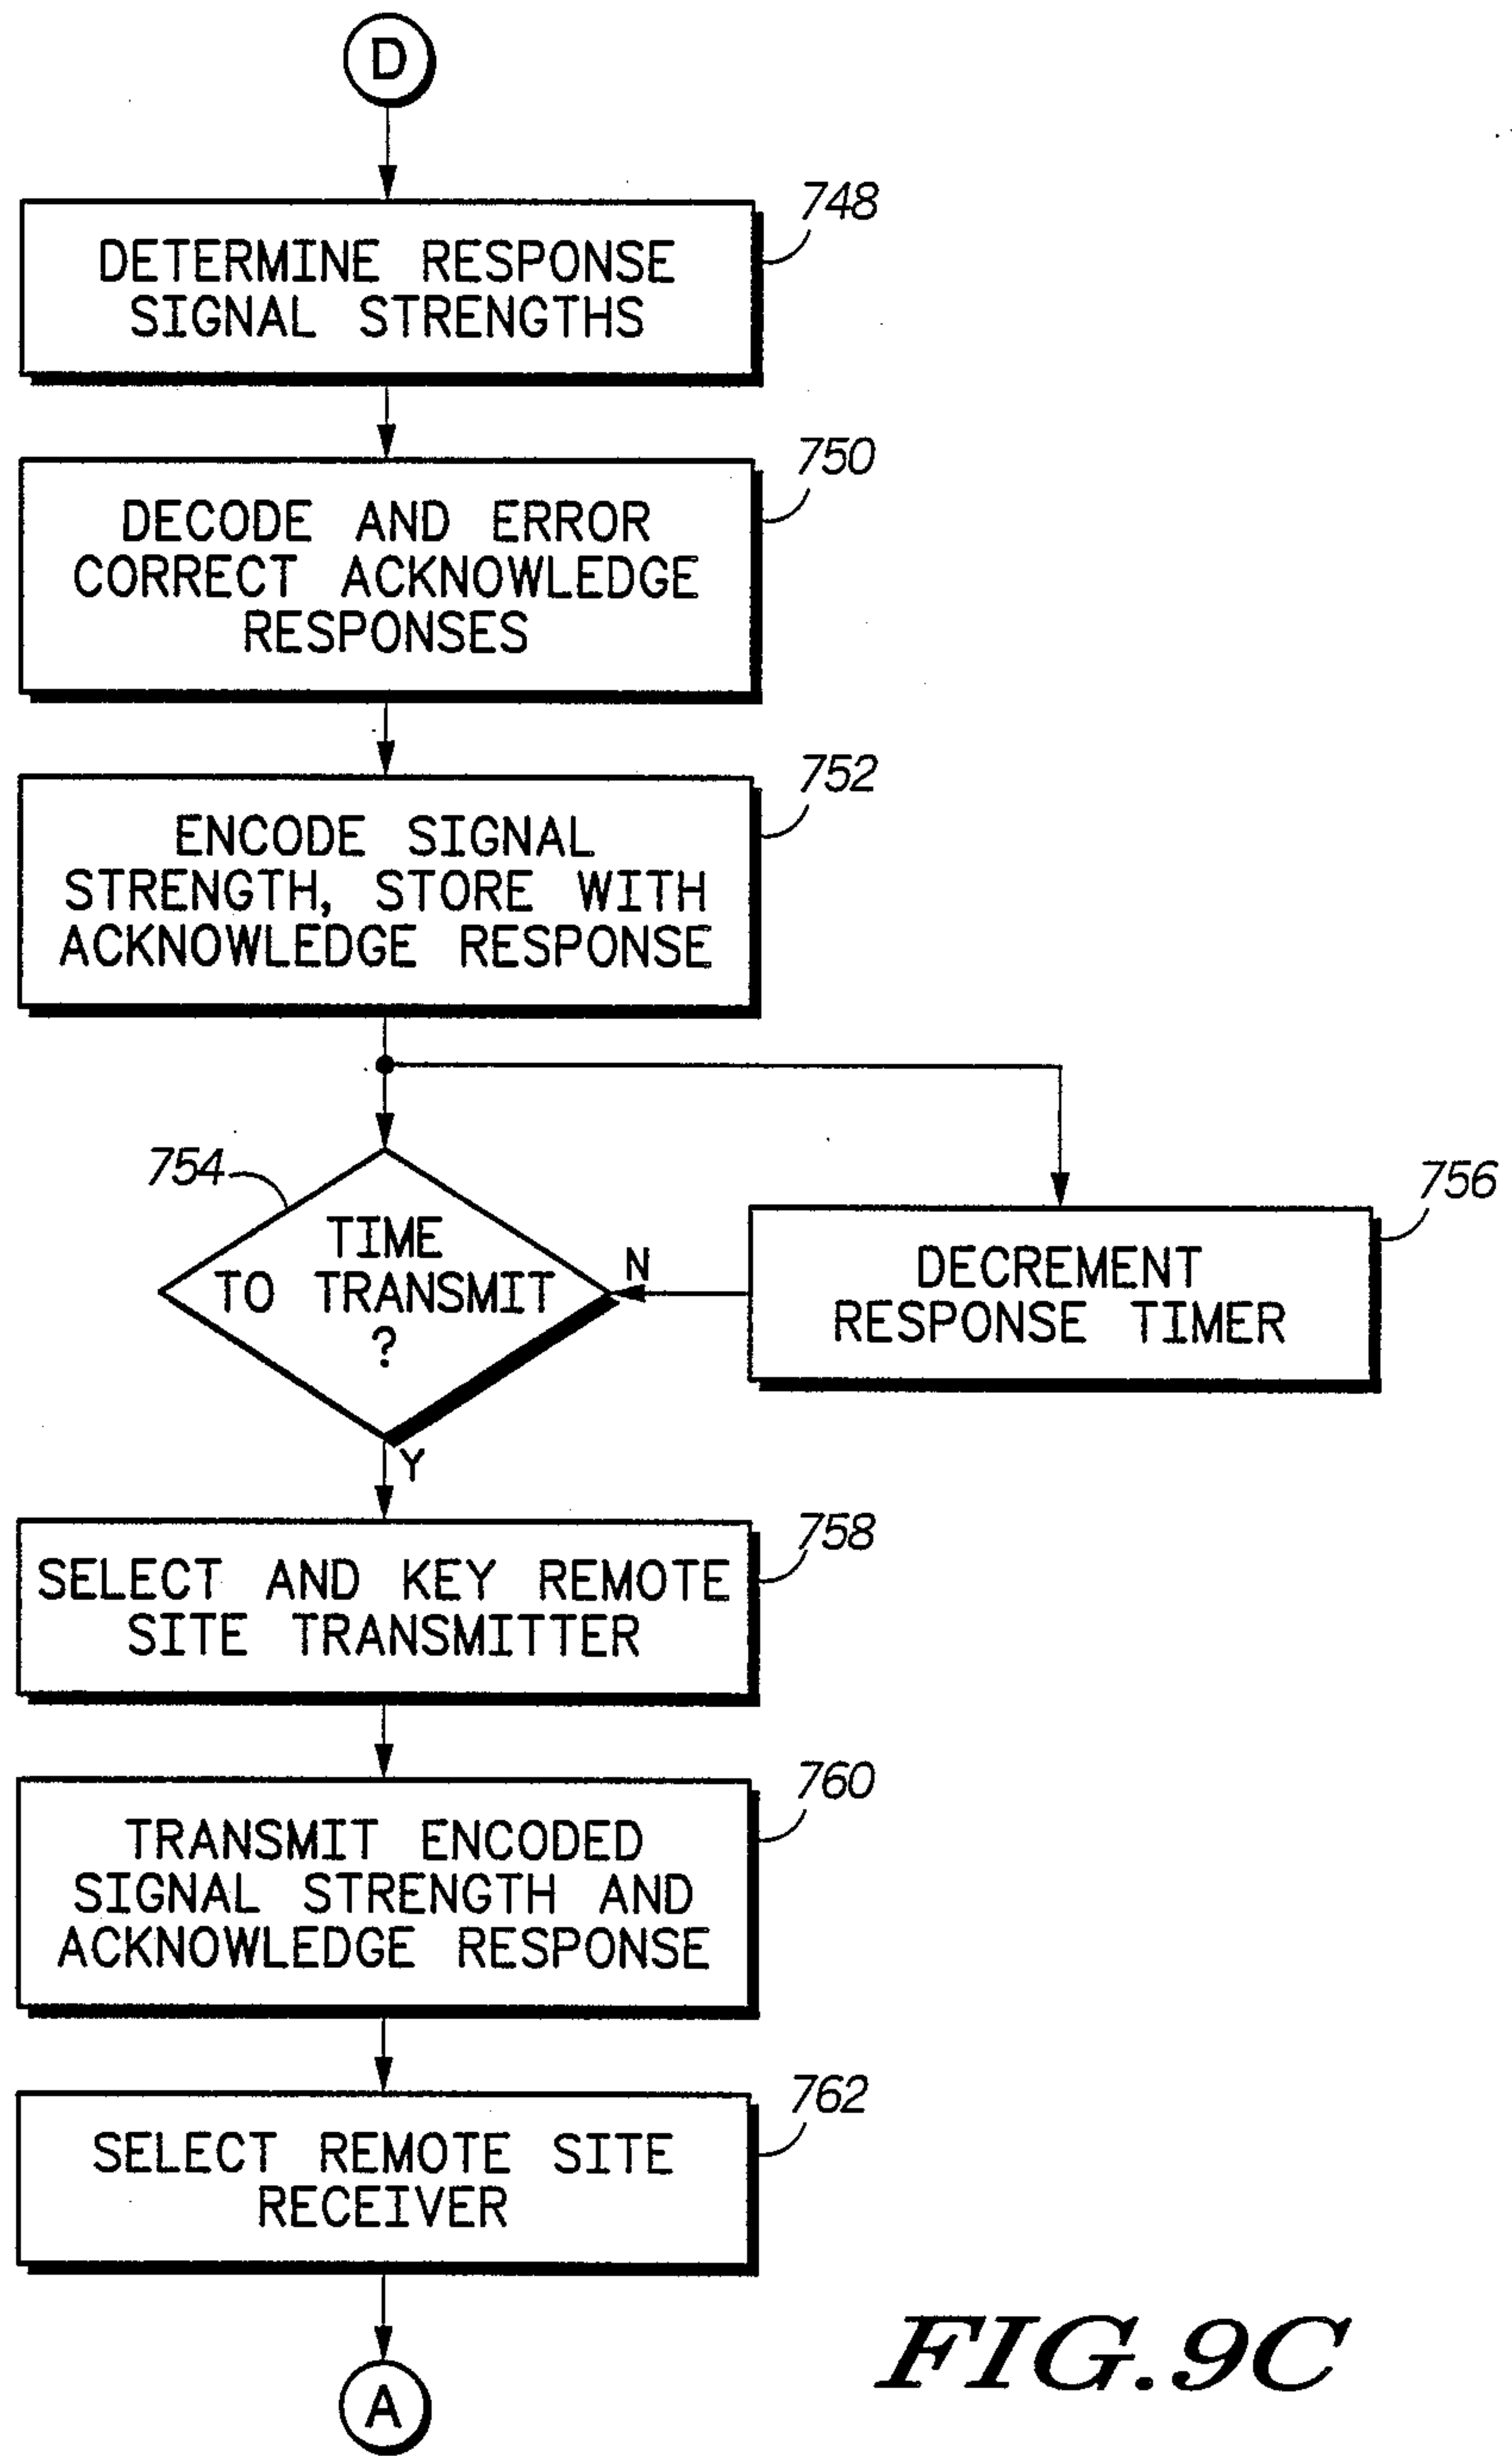 D
748
DETERMINE RESPONSE
SIGNAL STRENGTHS
750
DECODE AND ERROR
CORRECT ACKNOWLEDGE
RESPONSES
752
ENCODE SIGNAL
STRENGTH, STORE WITH
ACKNOWLEDGE RESPONSE
754
TIME
TO TRANSMIT
?
N
756
DECREMENT
RESPONSE TIMER
Y
758
SELECT AND KEY REMOTE
SITE TRANSMITTER
760
TRANSMIT ENCODED
SIGNAL STRENGTH AND
ACKNOWLEDGE RESPONSE
762
SELECT REMOTE SITE
RECEIVER
A
FIG.9C